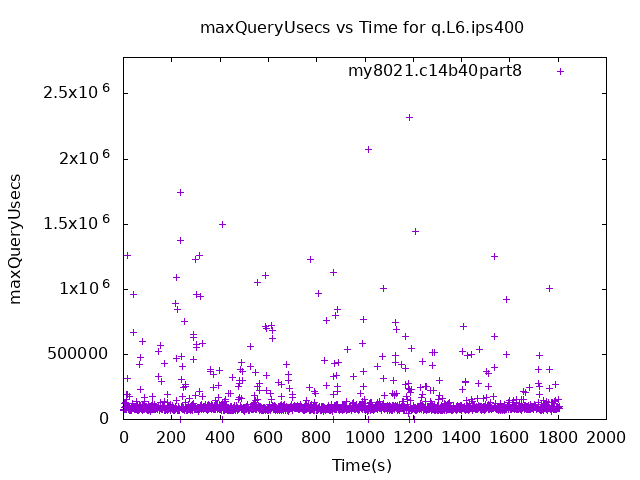 maxQueryUsecs vs Time for q.L6.ips400
my8021.c14b40part8
maxQueryUsecs
2.5x10^6
2x10^6
1.5x10^6
1x10^6
500000
0
0 200 400 600 800 1000 1200 1400 1600 1800 2000
Time(s)